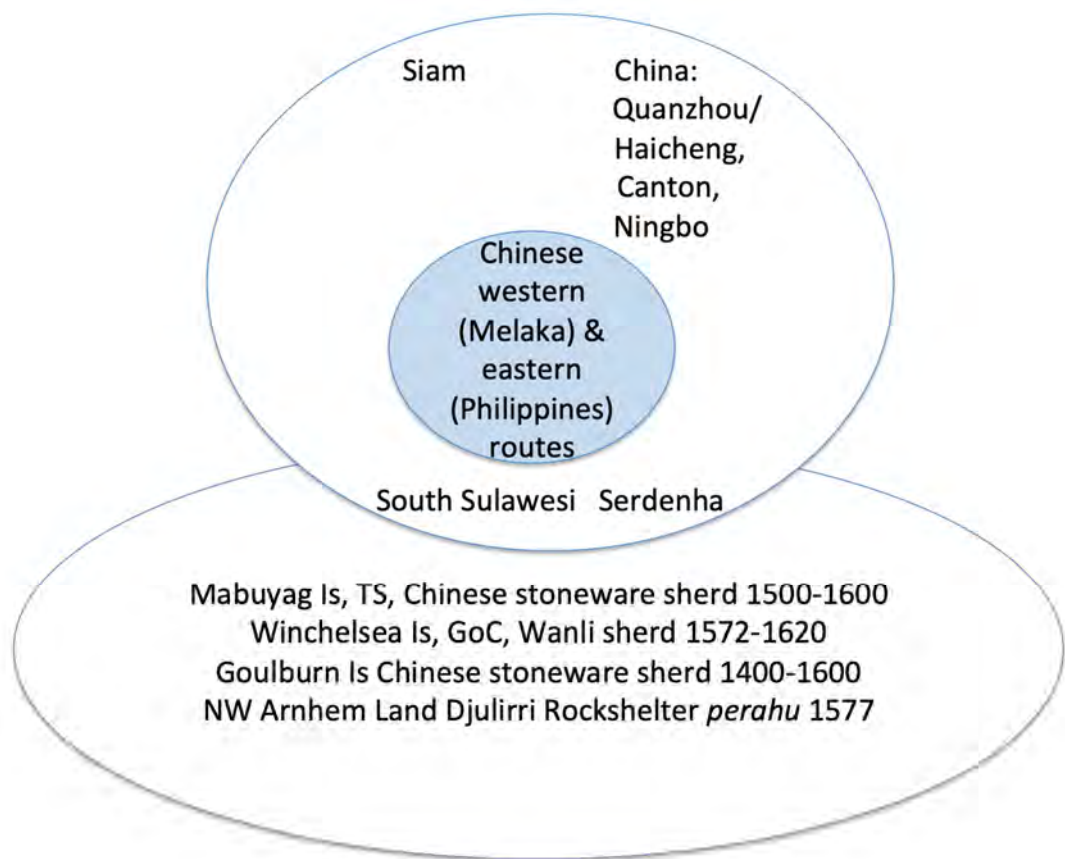 Siam
China:
Quanzhou/
Haicheng,
Canton,
Ningbo
Chinese
western
(Melaka) &
eastern
(Philippines)
routes
South Sulawesi Serdenha
Mabuyag Is, TS, Chinese stoneware sherd 1500-1600
Winchelsea Is, GoC, Wanli sherd 1572-1620
Goulburn Is Chinese stoneware sherd 1400-1600
NW Arnhem Land Djulirri Rockshelter perahu 1577